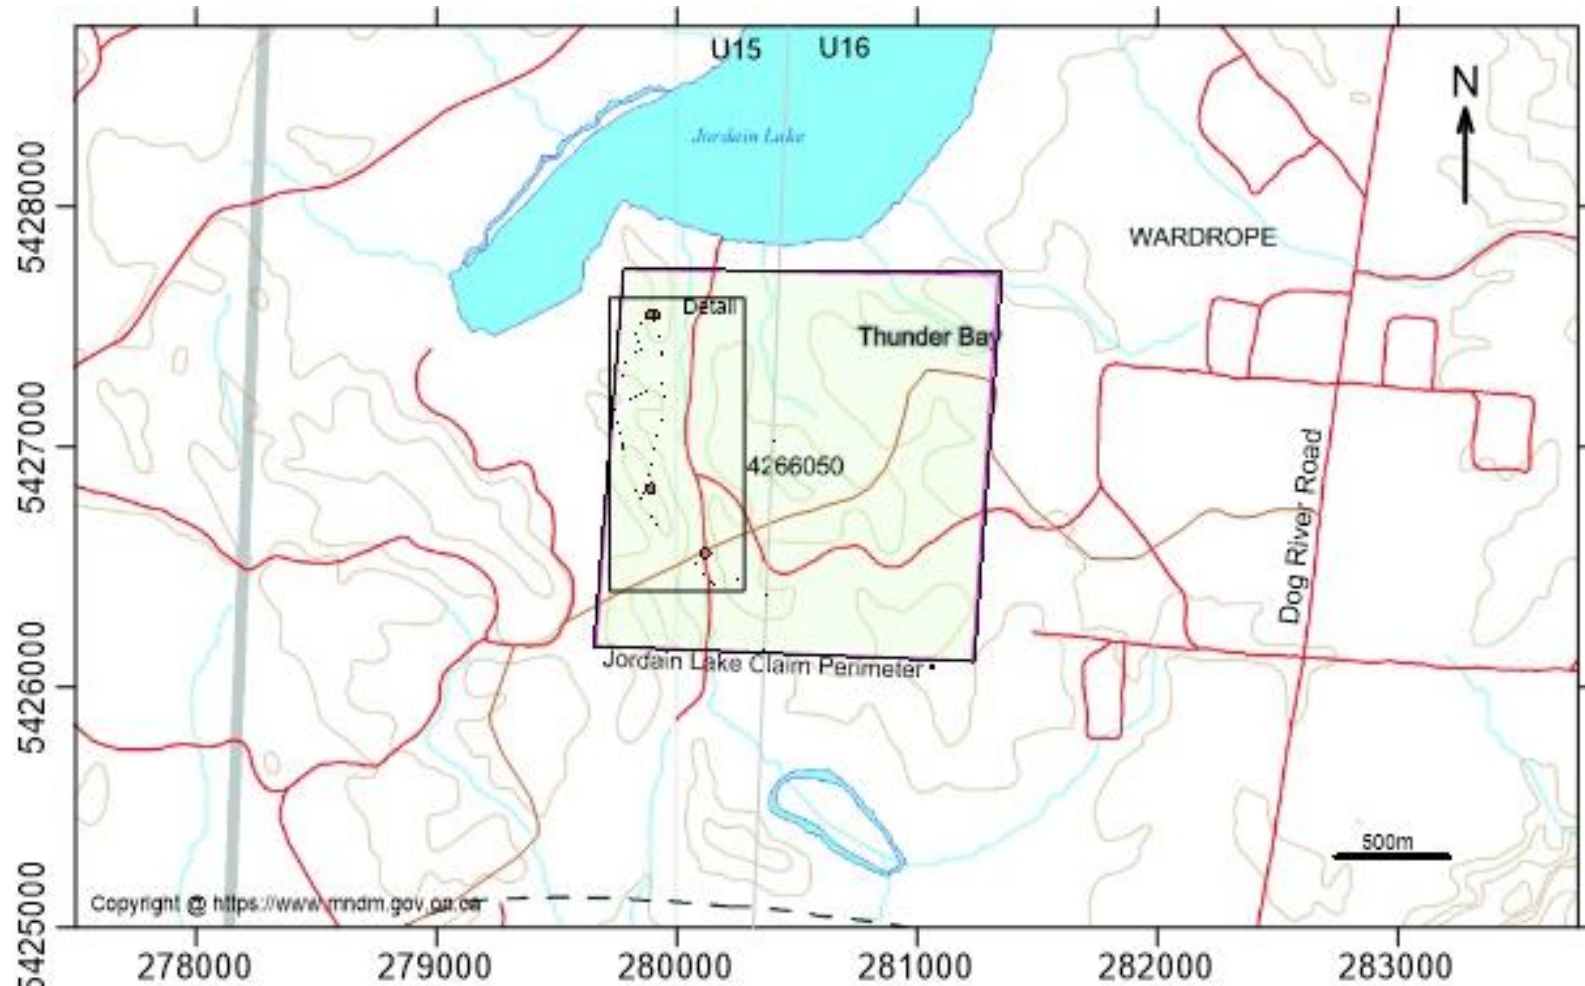 U15 U16
N
Jordain Lake
5428000
WARDROPE
Detail
Thunder Bay
5427000
4266050
Dog River Road
5426000
Jordain Lake Claim Perimeter
500m
Copyright @ https://www.mndm.gov.on.ca
5425000
278000 279000 280000 281000 282000 283000